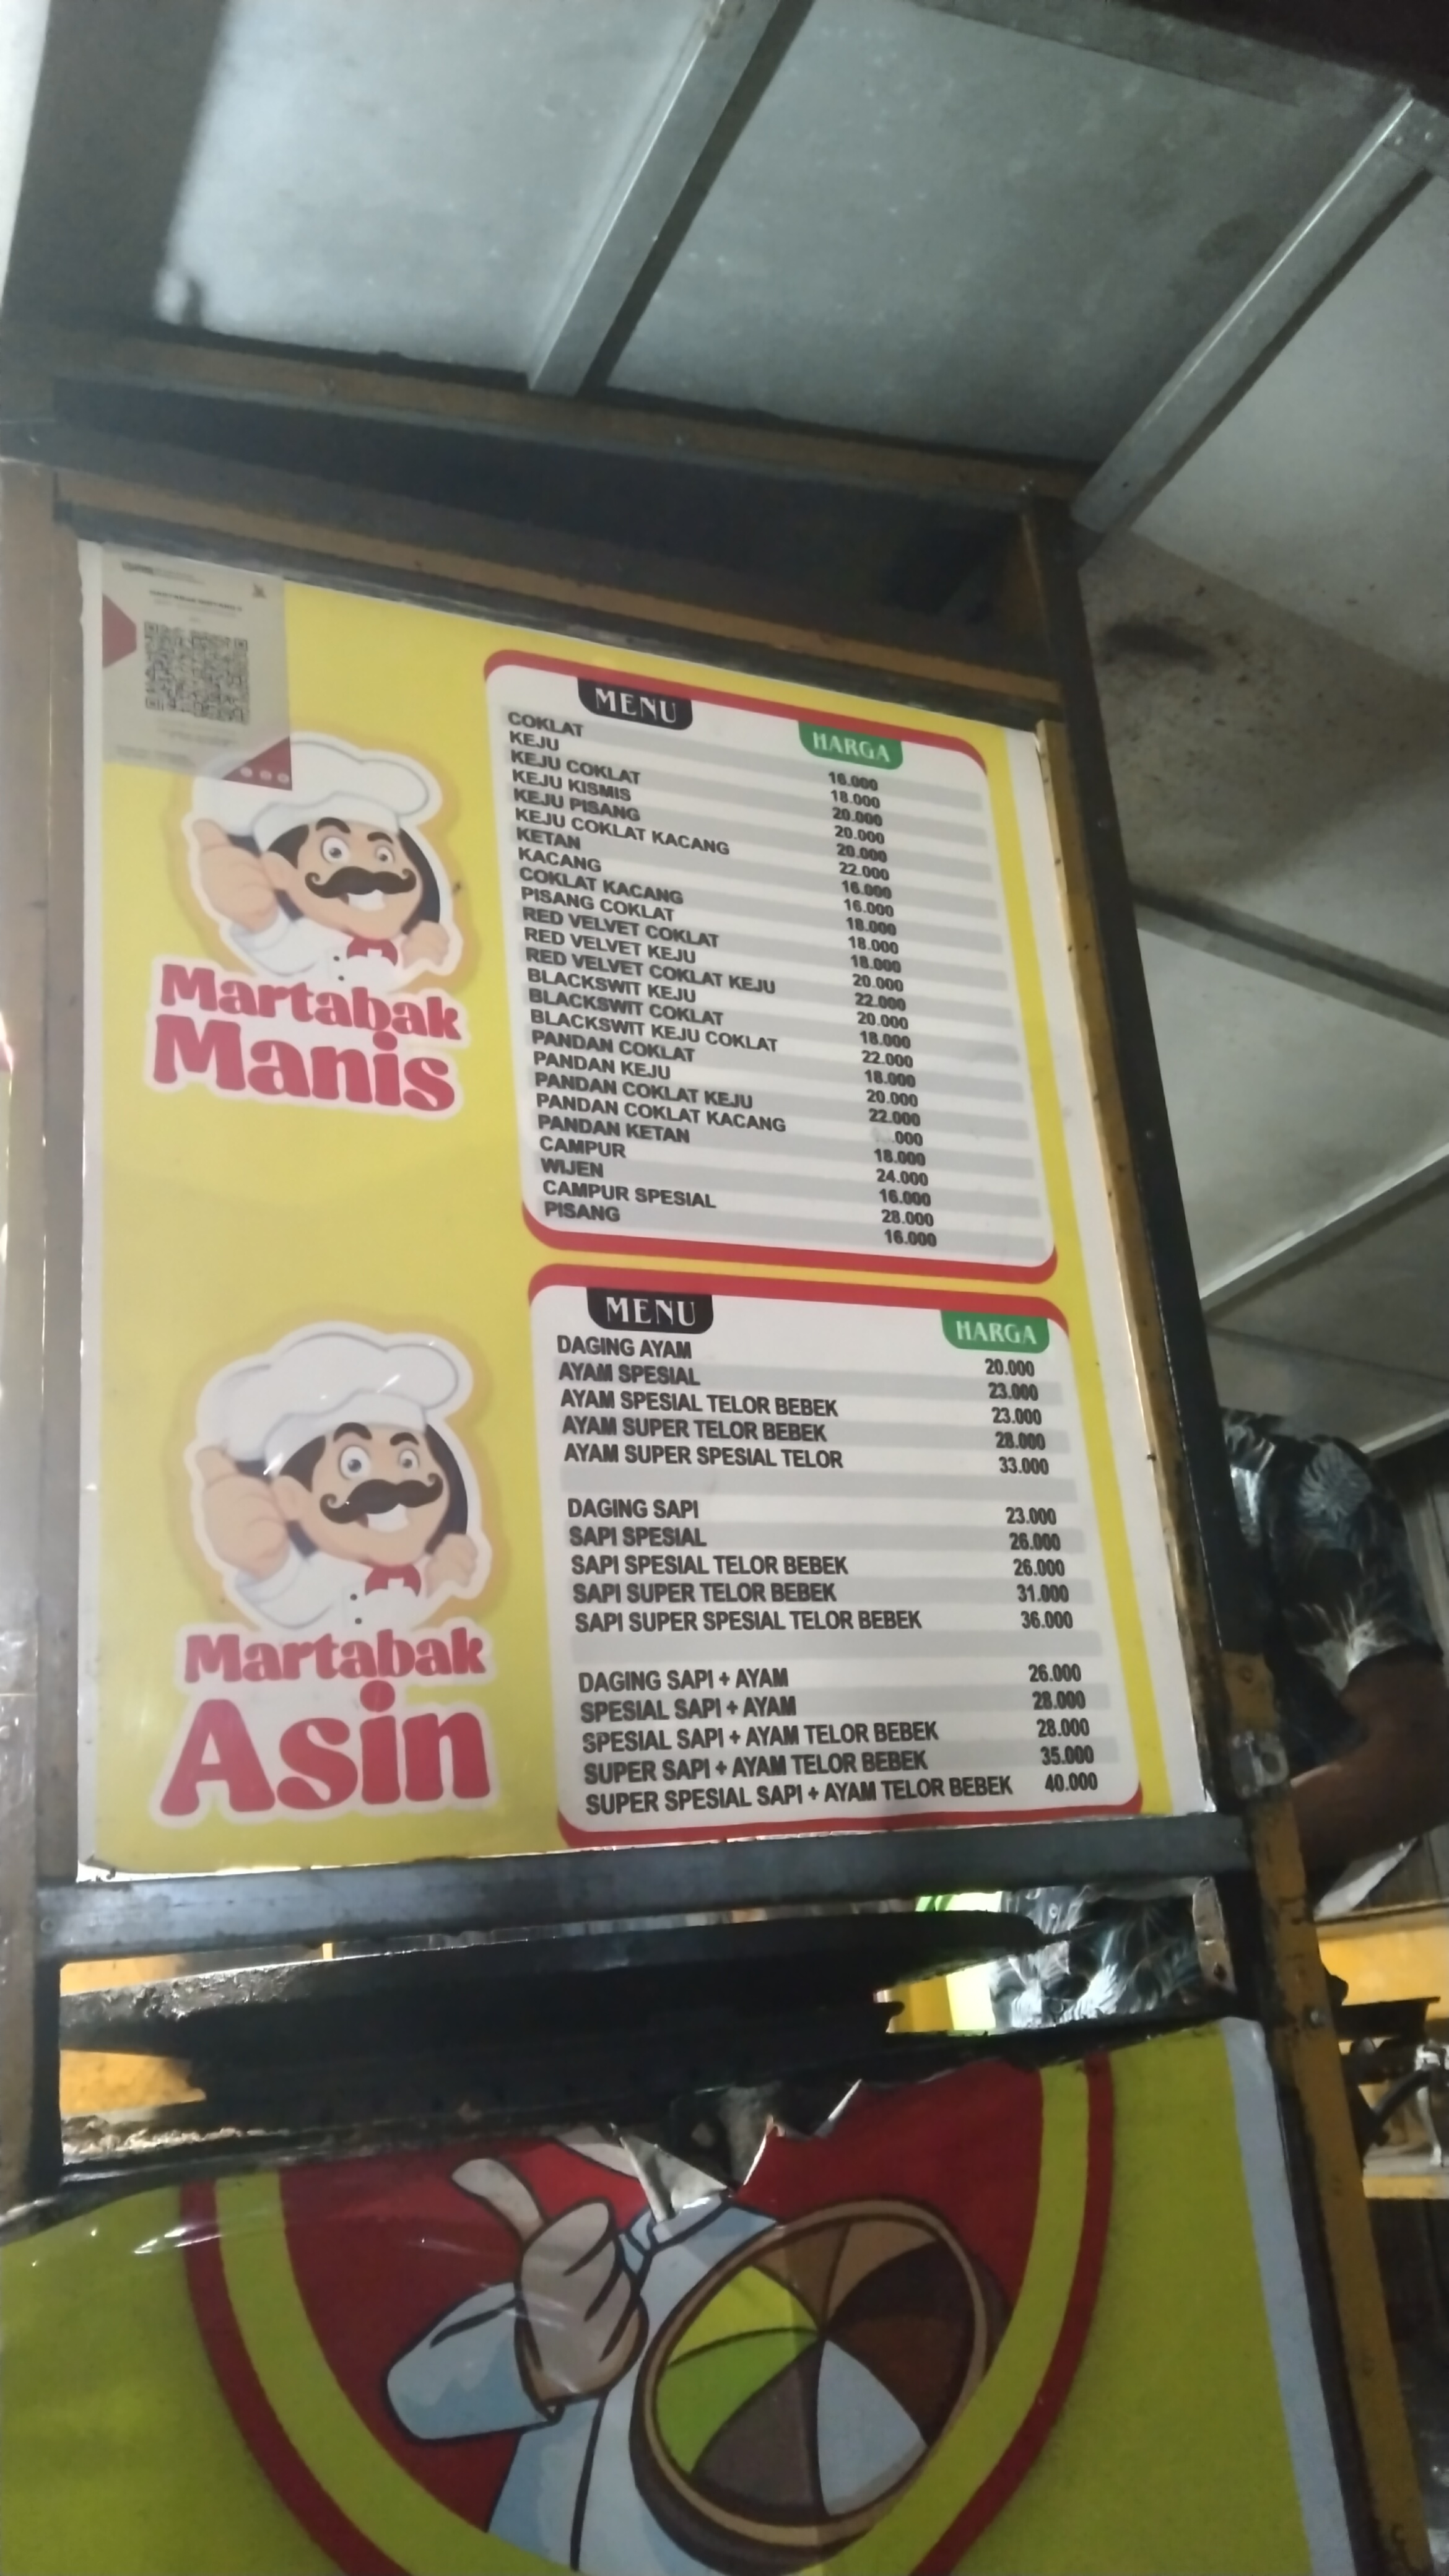 MENU HARGA
COKLAT 16.000
KEJU 18.000
KEJU COKLAT 20.000
KEJU KISMIS 20.000
KEJU PISANG 20.000
KEJU COKLAT KACANG 22.000
KETAN 16.000
KACANG 16.000
COKLAT KACANG 18.000
PISANG COKLAT 18.000
RED VELVET COKLAT 18.000
RED VELVET KEJU 20.000
RED VELVET COKLAT KEJU 22.000
BLACKSWIT KEJU 20.000
BLACKSWIT COKLAT 18.000
BLACKSWIT KEJU COKLAT 22.000
PANDAN COKLAT 18.000
PANDAN KEJU 20.000
PANDAN COKLAT KEJU 22.000
PANDAN COKLAT KACANG .000
PANDAN KETAN 18.000
CAMPUR 24.000
WIJEN 16.000
CAMPUR SPESIAL 28.000
PISANG 16.000
Martabak
Manis
MENU HARGA
DAGING AYAM 20.000
AYAM SPESIAL 23.000
AYAM SPESIAL TELOR BEBEK 23.000
AYAM SUPER TELOR BEBEK 28.000
AYAM SUPER SPESIAL TELOR 33.000
DAGING SAPI 23.000
SAPI SPESIAL 26.000
SAPI SPESIAL TELOR BEBEK 26.000
SAPI SUPER TELOR BEBEK 31.000
SAPI SUPER SPESIAL TELOR BEBEK 36.000
DAGING SAPI + AYAM 26.000
SPESIAL SAPI + AYAM 28.000
SPESIAL SAPI + AYAM TELOR BEBEK 28.000
SUPER SAPI + AYAM TELOR BEBEK 35.000
SUPER SPESIAL SAPI + AYAM TELOR BEBEK 40.000
Martabak
Asin